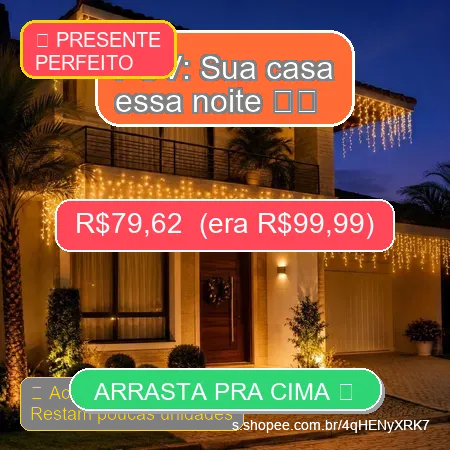 PRESENTE
PERFEITO
Sua casa
essa noite
R$79,62 (era R$99,99)
ARRASTA PRA CIMA
Restam poucas unidades
s.shopee.com.br/4qHENyXRK7